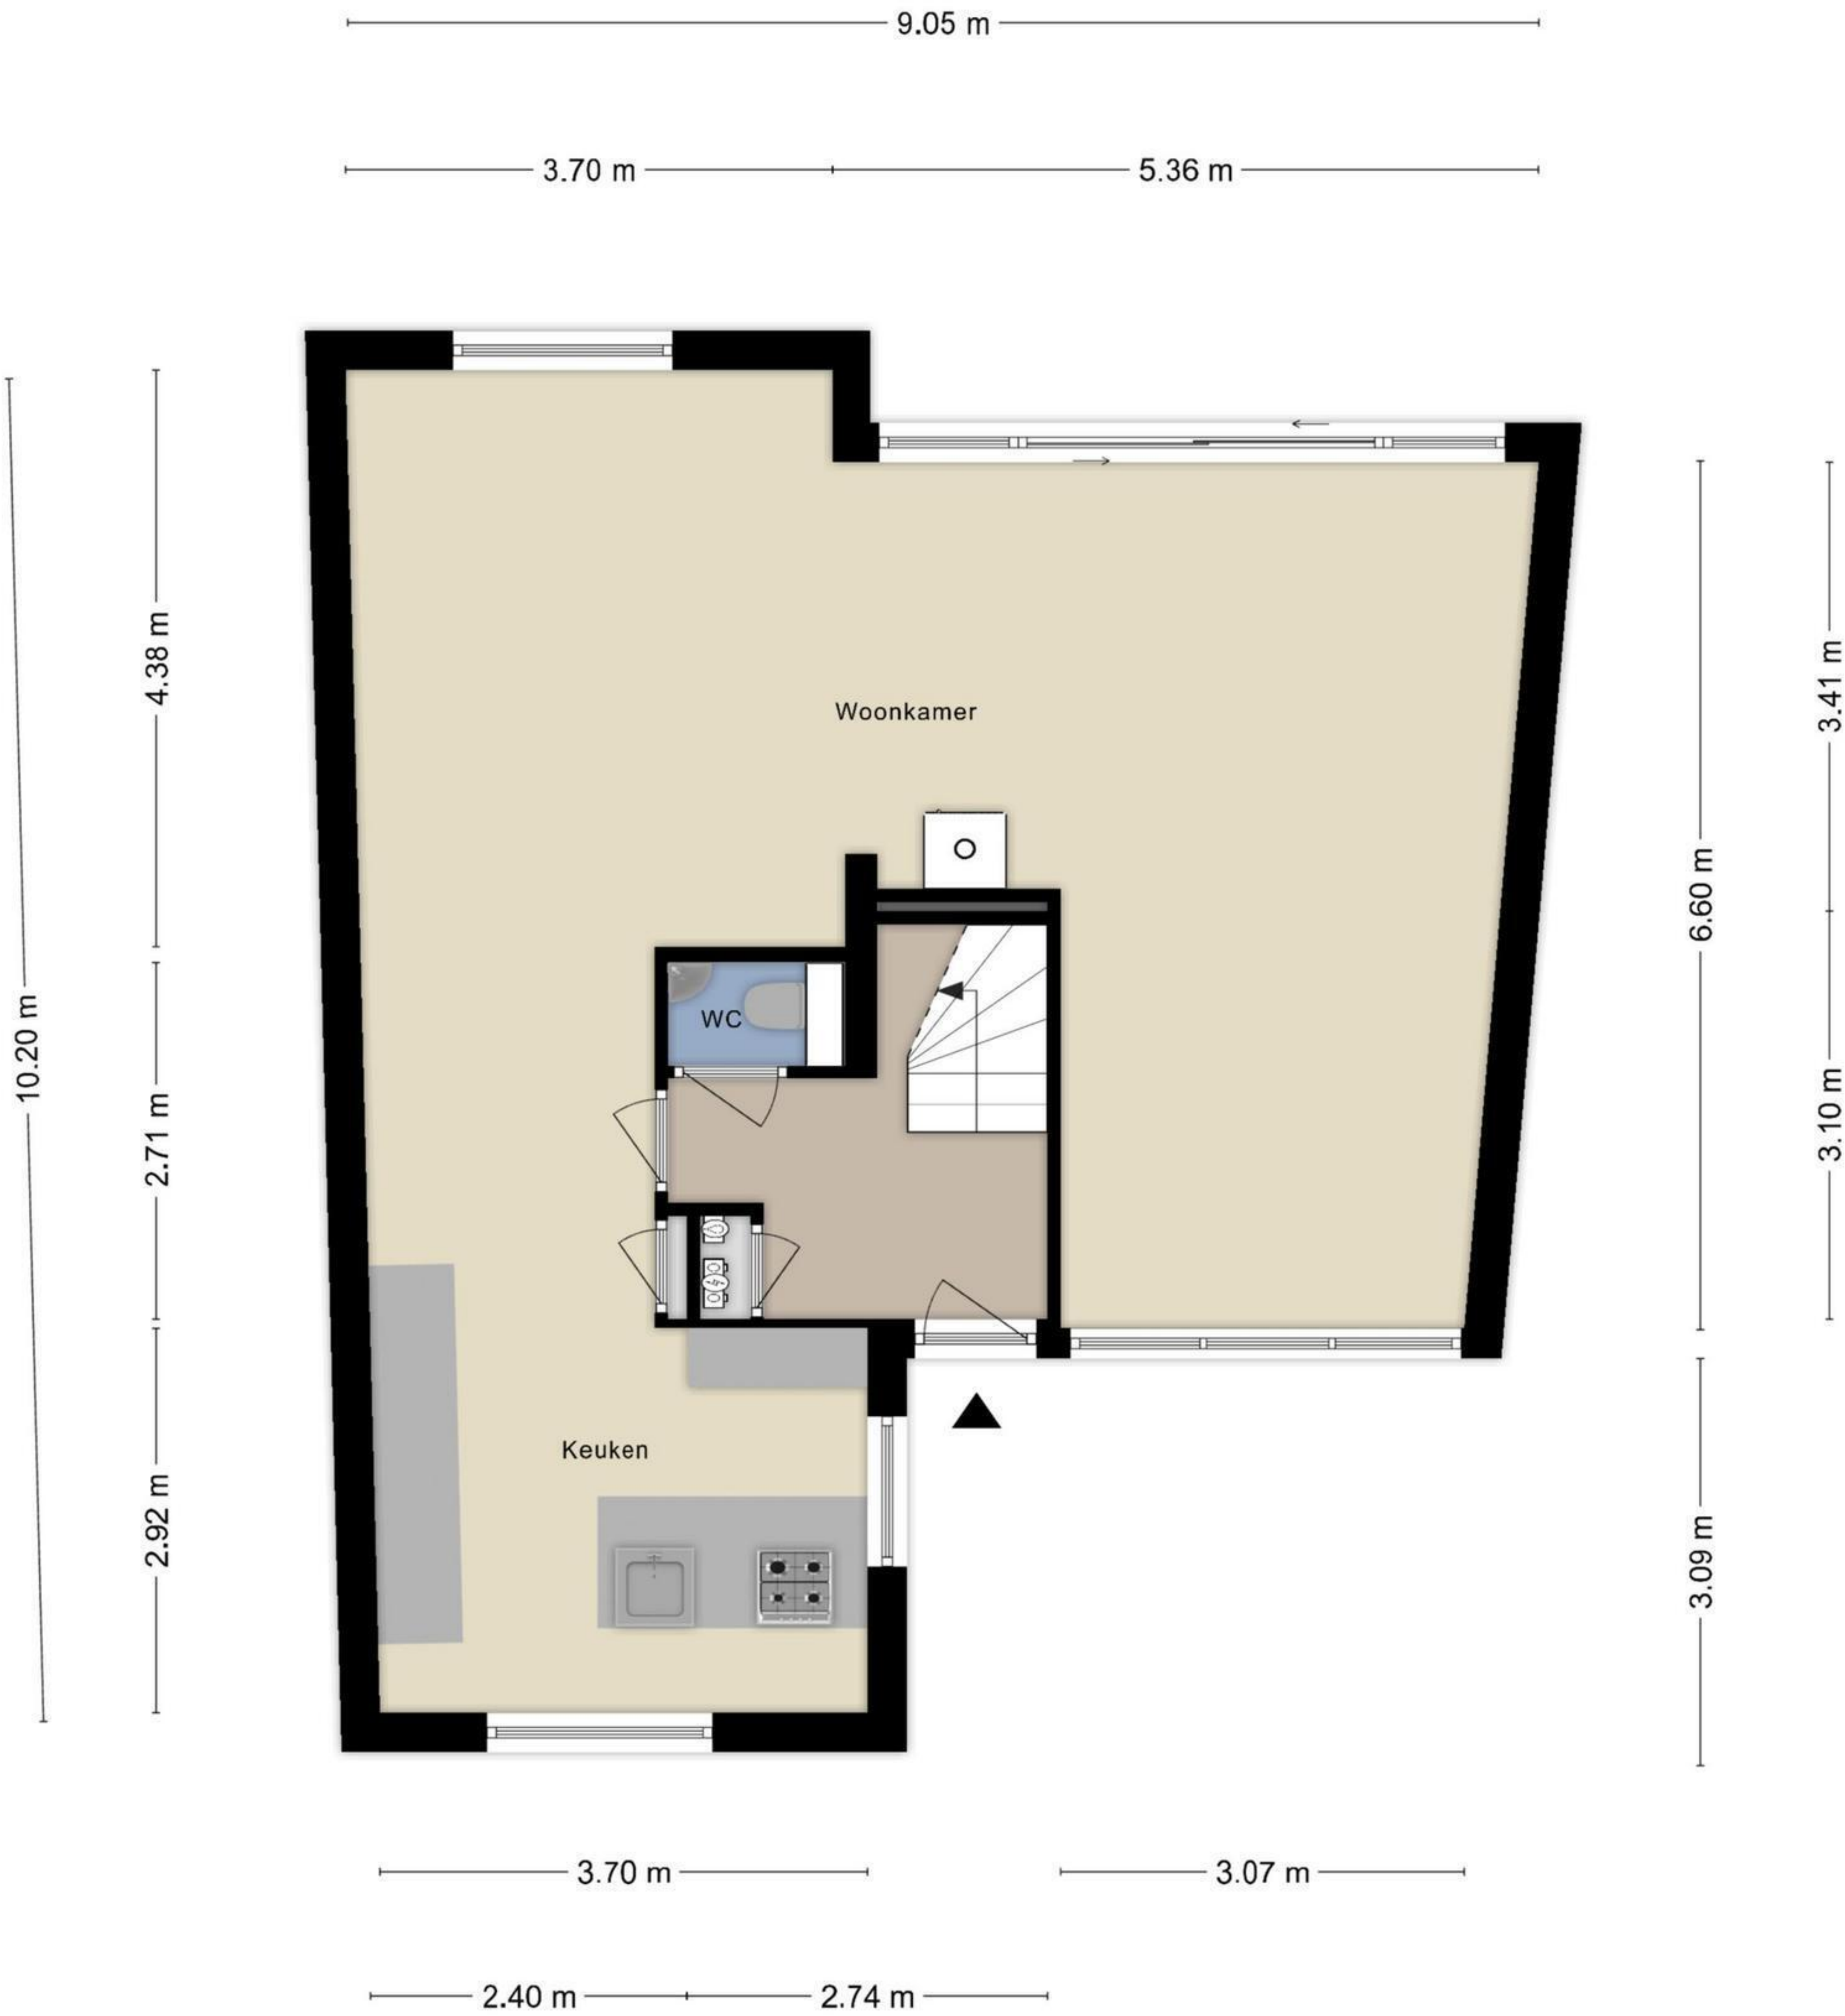 9.05 m
3.70 m
5.36 m
4.38 m
3.41 m
Woonkamer
6.60 m
10.20 m
WC
2.71 m
3.10 m
Keuken
2.92 m
3.09 m
3.70 m
3.07 m
2.40 m
2.74 m